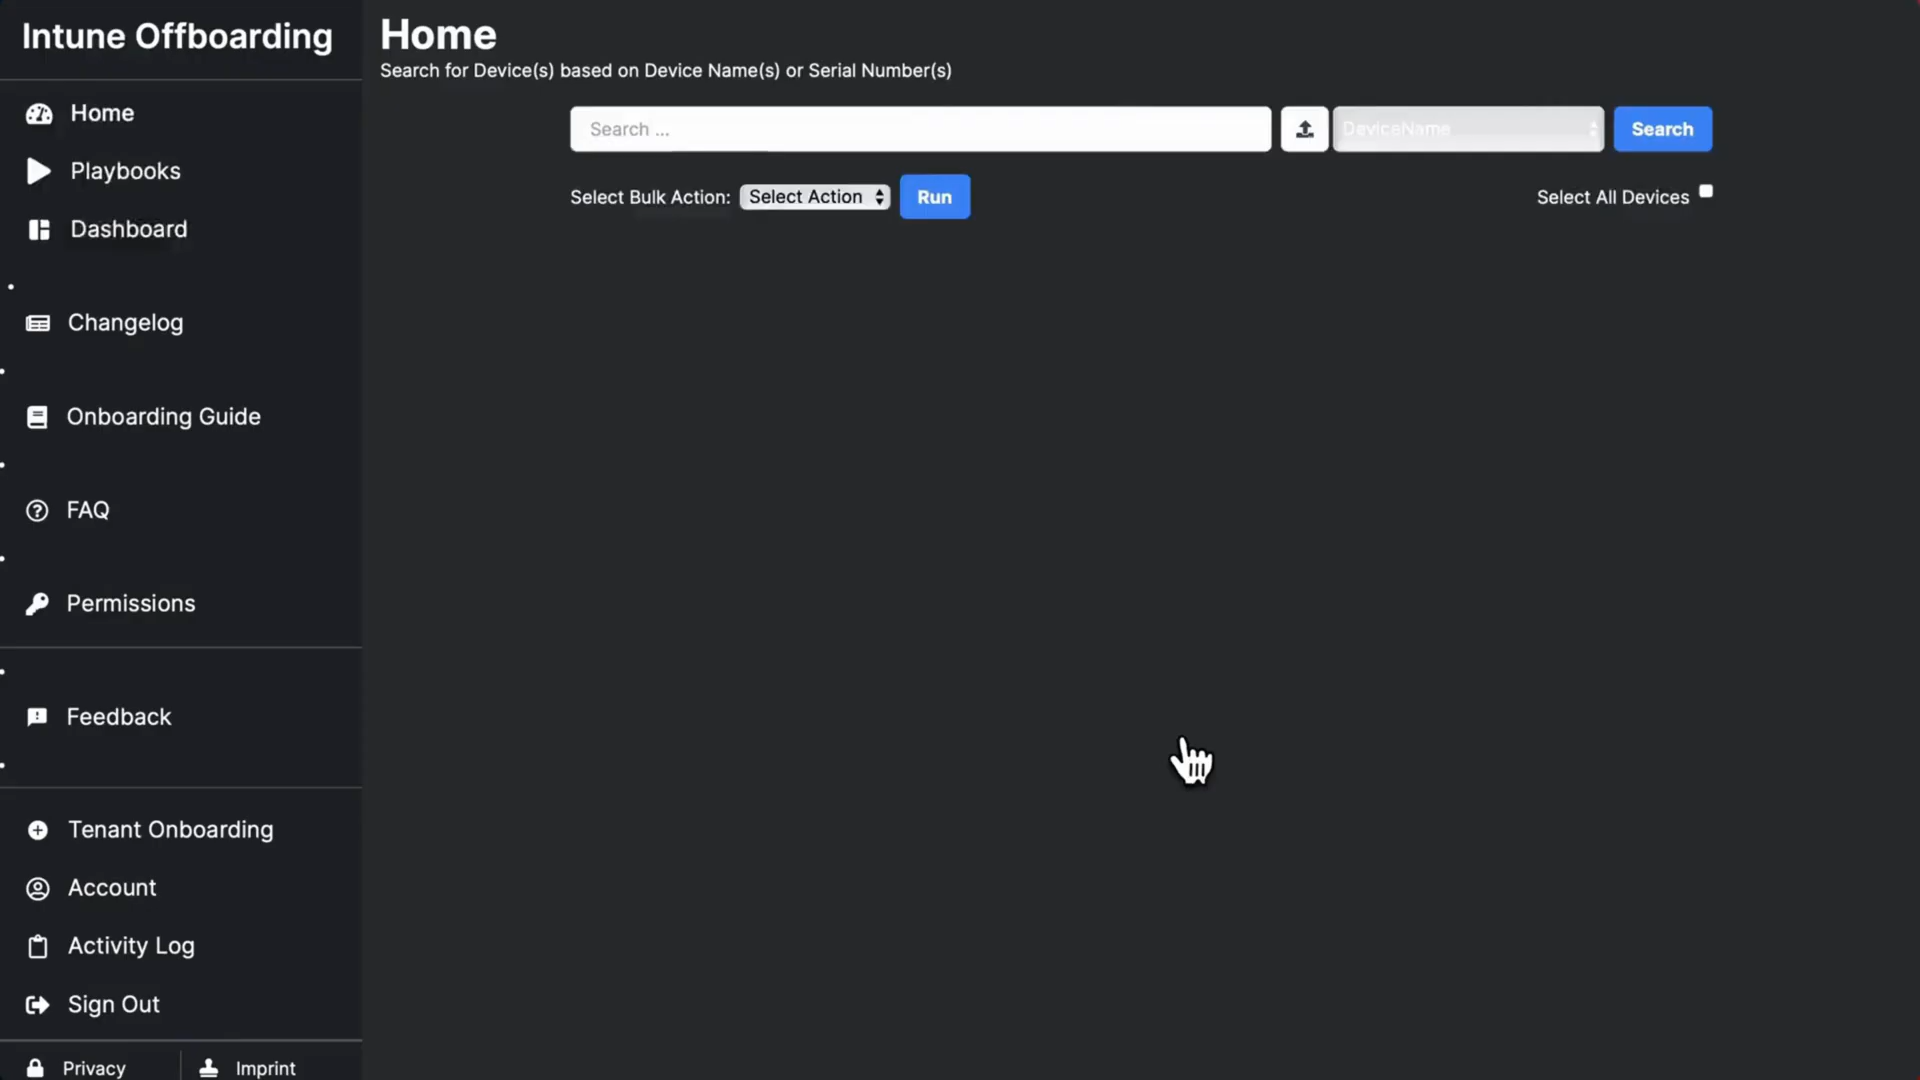 Intune Offboarding
Home
Playbooks
Dashboard
Changelog
Onboarding Guide
FAQ
Permissions
Feedback
Tenant Onboarding
Account
Activity Log
Sign Out
Privacy
Imprint
Home
Search for Device(s) based on Device Name(s) or Serial Number(s)
Search ...
DeviceName
Search
Select Bulk Action: Select Action Run
Select All Devices